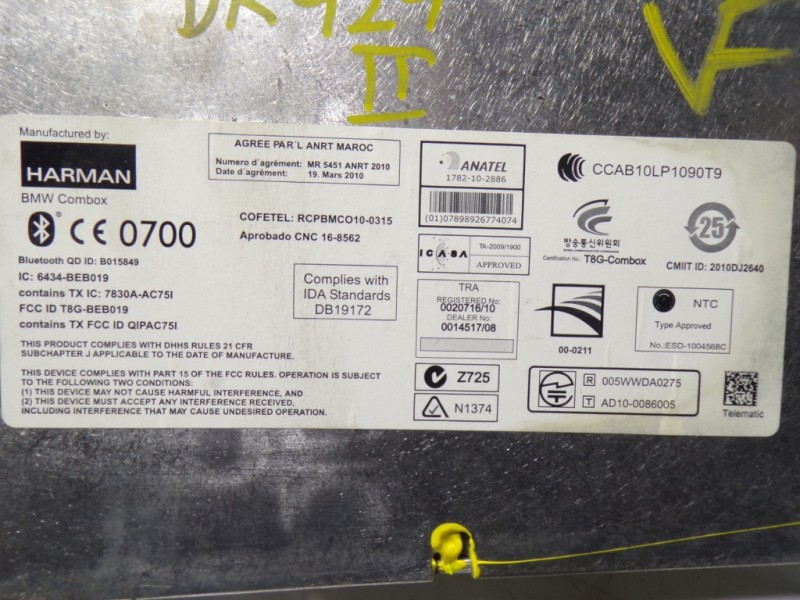 DK429
II
VF
Manufactured by:
HARMAN
BMW Combox
CE 0700
Bluetooth QD ID: B015849
IC: 6434-BEB019
contains TX IC: 7830A-AC75I
FCC ID T8G-BEB019
contains TX FCC ID QIPAC75I
THIS PRODUCT COMPLIES WITH DHHS RULES 21 CFR
SUBCHAPTER J APPLICABLE TO THE DATE OF MANUFACTURE.
THIS DEVICE COMPLIES WITH PART 15 OF THE FCC RULES. OPERATION IS SUBJECT
TO THE FOLLOWING TWO CONDITIONS:
(1) THIS DEVICE MAY NOT CAUSE HARMFUL INTERFERENCE, AND
(2) THIS DEVICE MUST ACCEPT ANY INTERFERENCE RECEIVED,
INCLUDING INTERFERENCE THAT MAY CAUSE UNDESIRED OPERATION.
AGREE PAR'L ANRT MAROC
Numero d'agrément: MR 5451 ANRT 2010
Date d'agrément: 19. Mars 2010
COFETEL: RCPBMCO10-0315
Aprobado CNC 16-8562
Complies with
IDA Standards
DB19172
ANATEL
1782-10-2886
(01)07898926774074
ICASA
TA-2009/1900
APPROVED
TRA
REGISTERED No:
0020716/10
DEALER No:
0014517/08
Z725
N1374
CCAB10LP1090T9
방송통신위원회
Certification No.: T8G-Combox
25
CMIIT ID: 2010DJ2640
00-0211
NTC
Type Approved
No.:ESD-1004568C
R 005WWDA0275
T AD10-0086005
Telematic